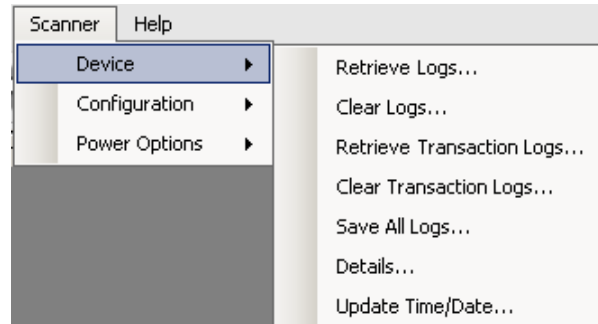 Scanner Help
Device
Configuration
Power Options
Retrieve Logs...
Clear Logs...
Retrieve Transaction Logs...
Clear Transaction Logs...
Save All Logs...
Details...
Update Time/Date...